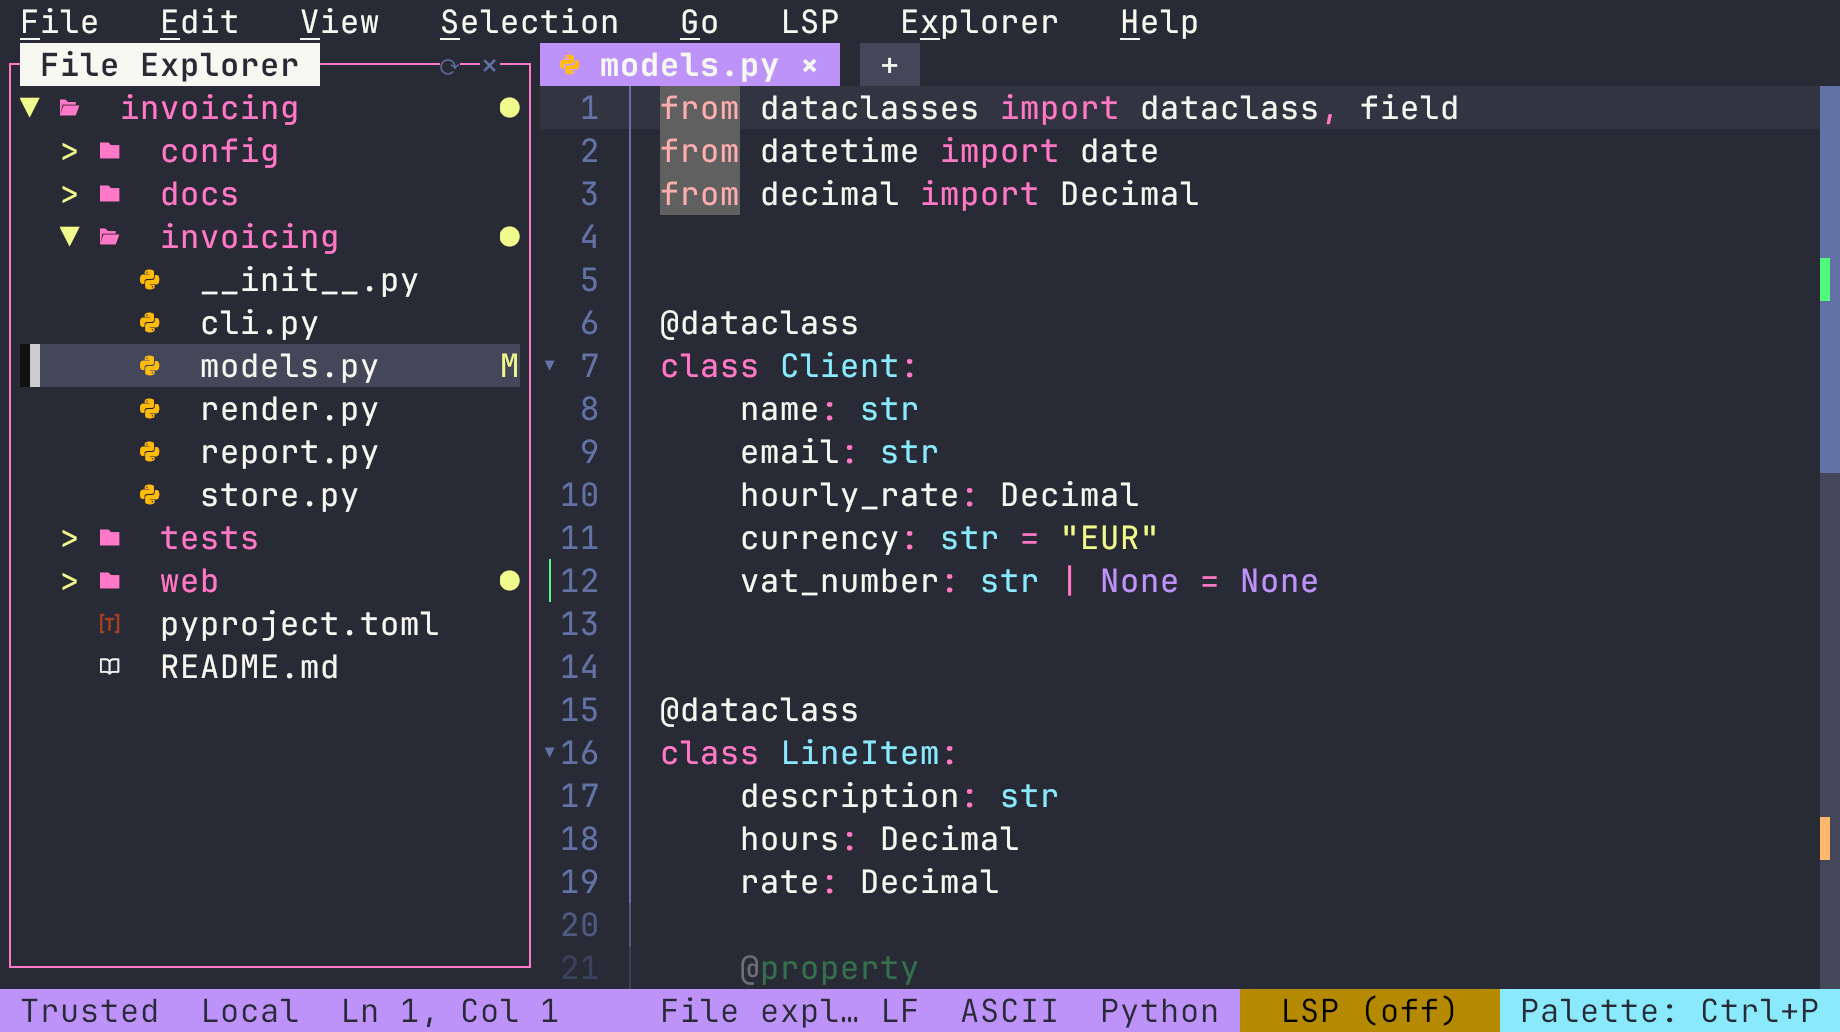 File Edit View Selection Go LSP Explorer Help
File Explorer
invoicing
config
docs
invoicing
__init__.py
cli.py
models.py M
render.py
report.py
store.py
tests
web
pyproject.toml
README.md
models.py × +
1 from dataclasses import dataclass, field
2 from datetime import date
3 from decimal import Decimal
4
5
6 @dataclass
7 class Client:
8 name: str
9 email: str
10 hourly_rate: Decimal
11 currency: str = "EUR"
12 vat_number: str | None = None
13
14
15 @dataclass
16 class LineItem:
17 description: str
18 hours: Decimal
19 rate: Decimal
20
21 @property
Trusted Local Ln 1, Col 1 File expl… LF ASCII Python LSP (off) Palette: Ctrl+P